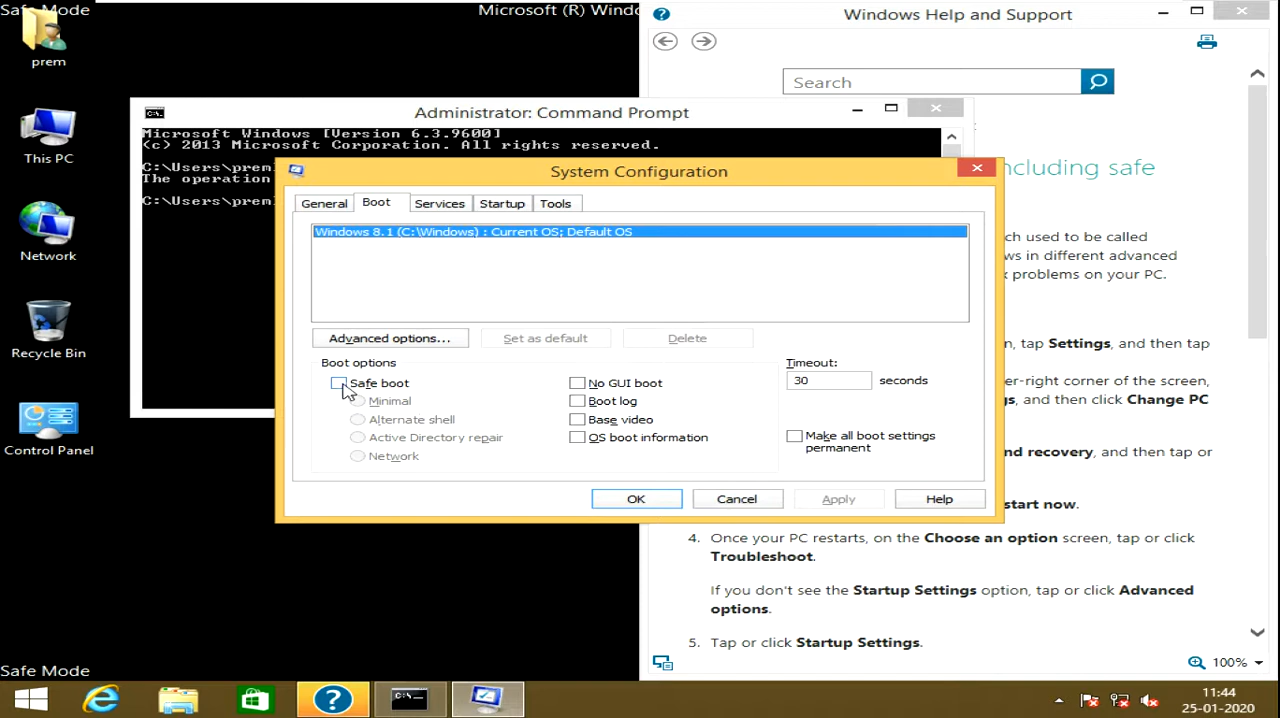 Safe Mode
Microsoft (R) Windo
Windows Help and Support
prem
This PC
Network
Recycle Bin
Control Panel
Search
Administrator: Command Prompt
Microsoft Windows [Version 6.3.9600]
(c) 2013 Microsoft Corporation. All rights reserved.
C:\Users\prem
The operation
C:\Users\prem
System Configuration
General
Boot
Services
Startup
Tools
Windows 8.1 (C:\Windows) : Current OS; Default OS
Advanced options...
Set as default
Delete
Boot options
Safe boot
Minimal
Alternate shell
Active Directory repair
Network
No GUI boot
Boot log
Base video
OS boot information
Timeout:
30 seconds
Make all boot settings
permanent
OK
Cancel
Apply
Help
ncluding safe
ch used to be called
ws in different advanced
problems on your PC.
n, tap Settings, and then tap
er-right corner of the screen,
gs, and then click Change PC
nd recovery, and then tap or
start now.
4. Once your PC restarts, on the Choose an option screen, tap or click
Troubleshoot.
If you don't see the Startup Settings option, tap or click Advanced
options.
5. Tap or click Startup Settings.
100%
Safe Mode
11:44
25-01-2020